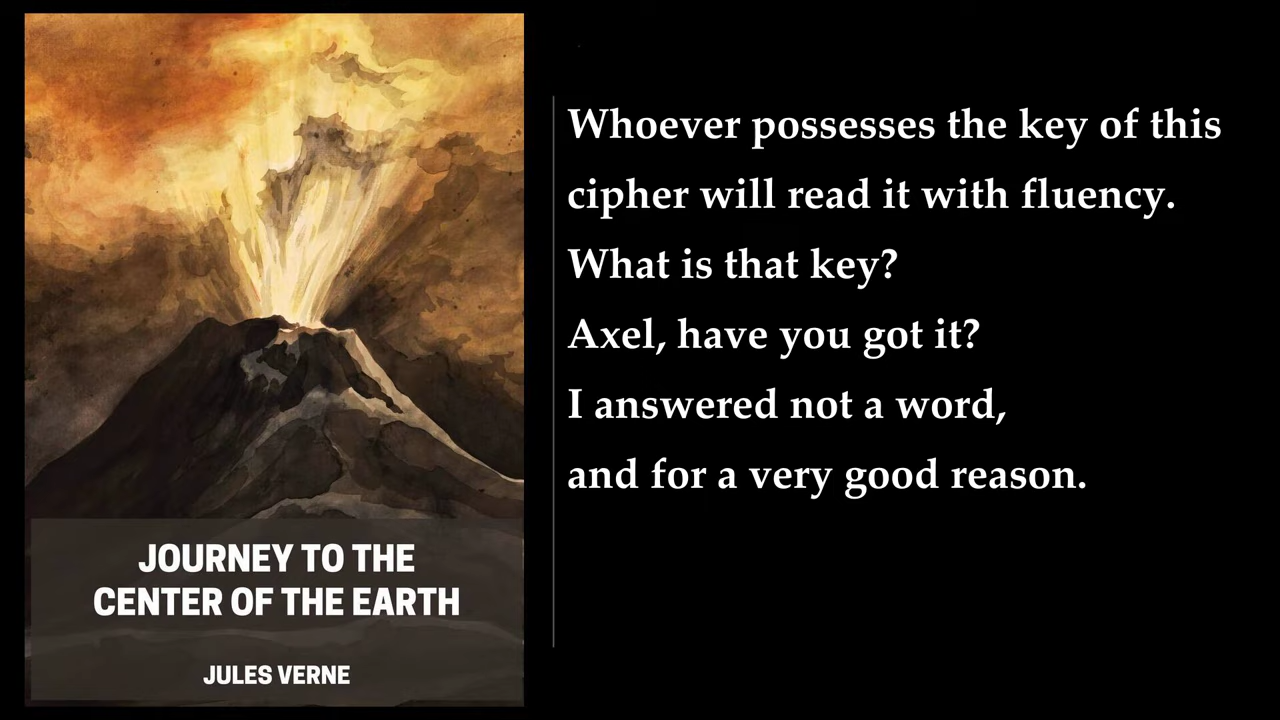 JOURNEY TO THE
CENTER OF THE EARTH
JULES VERNE
Whoever possesses the key of this
cipher will read it with fluency.
What is that key?
Axel, have you got it?
I answered not a word,
and for a very good reason.